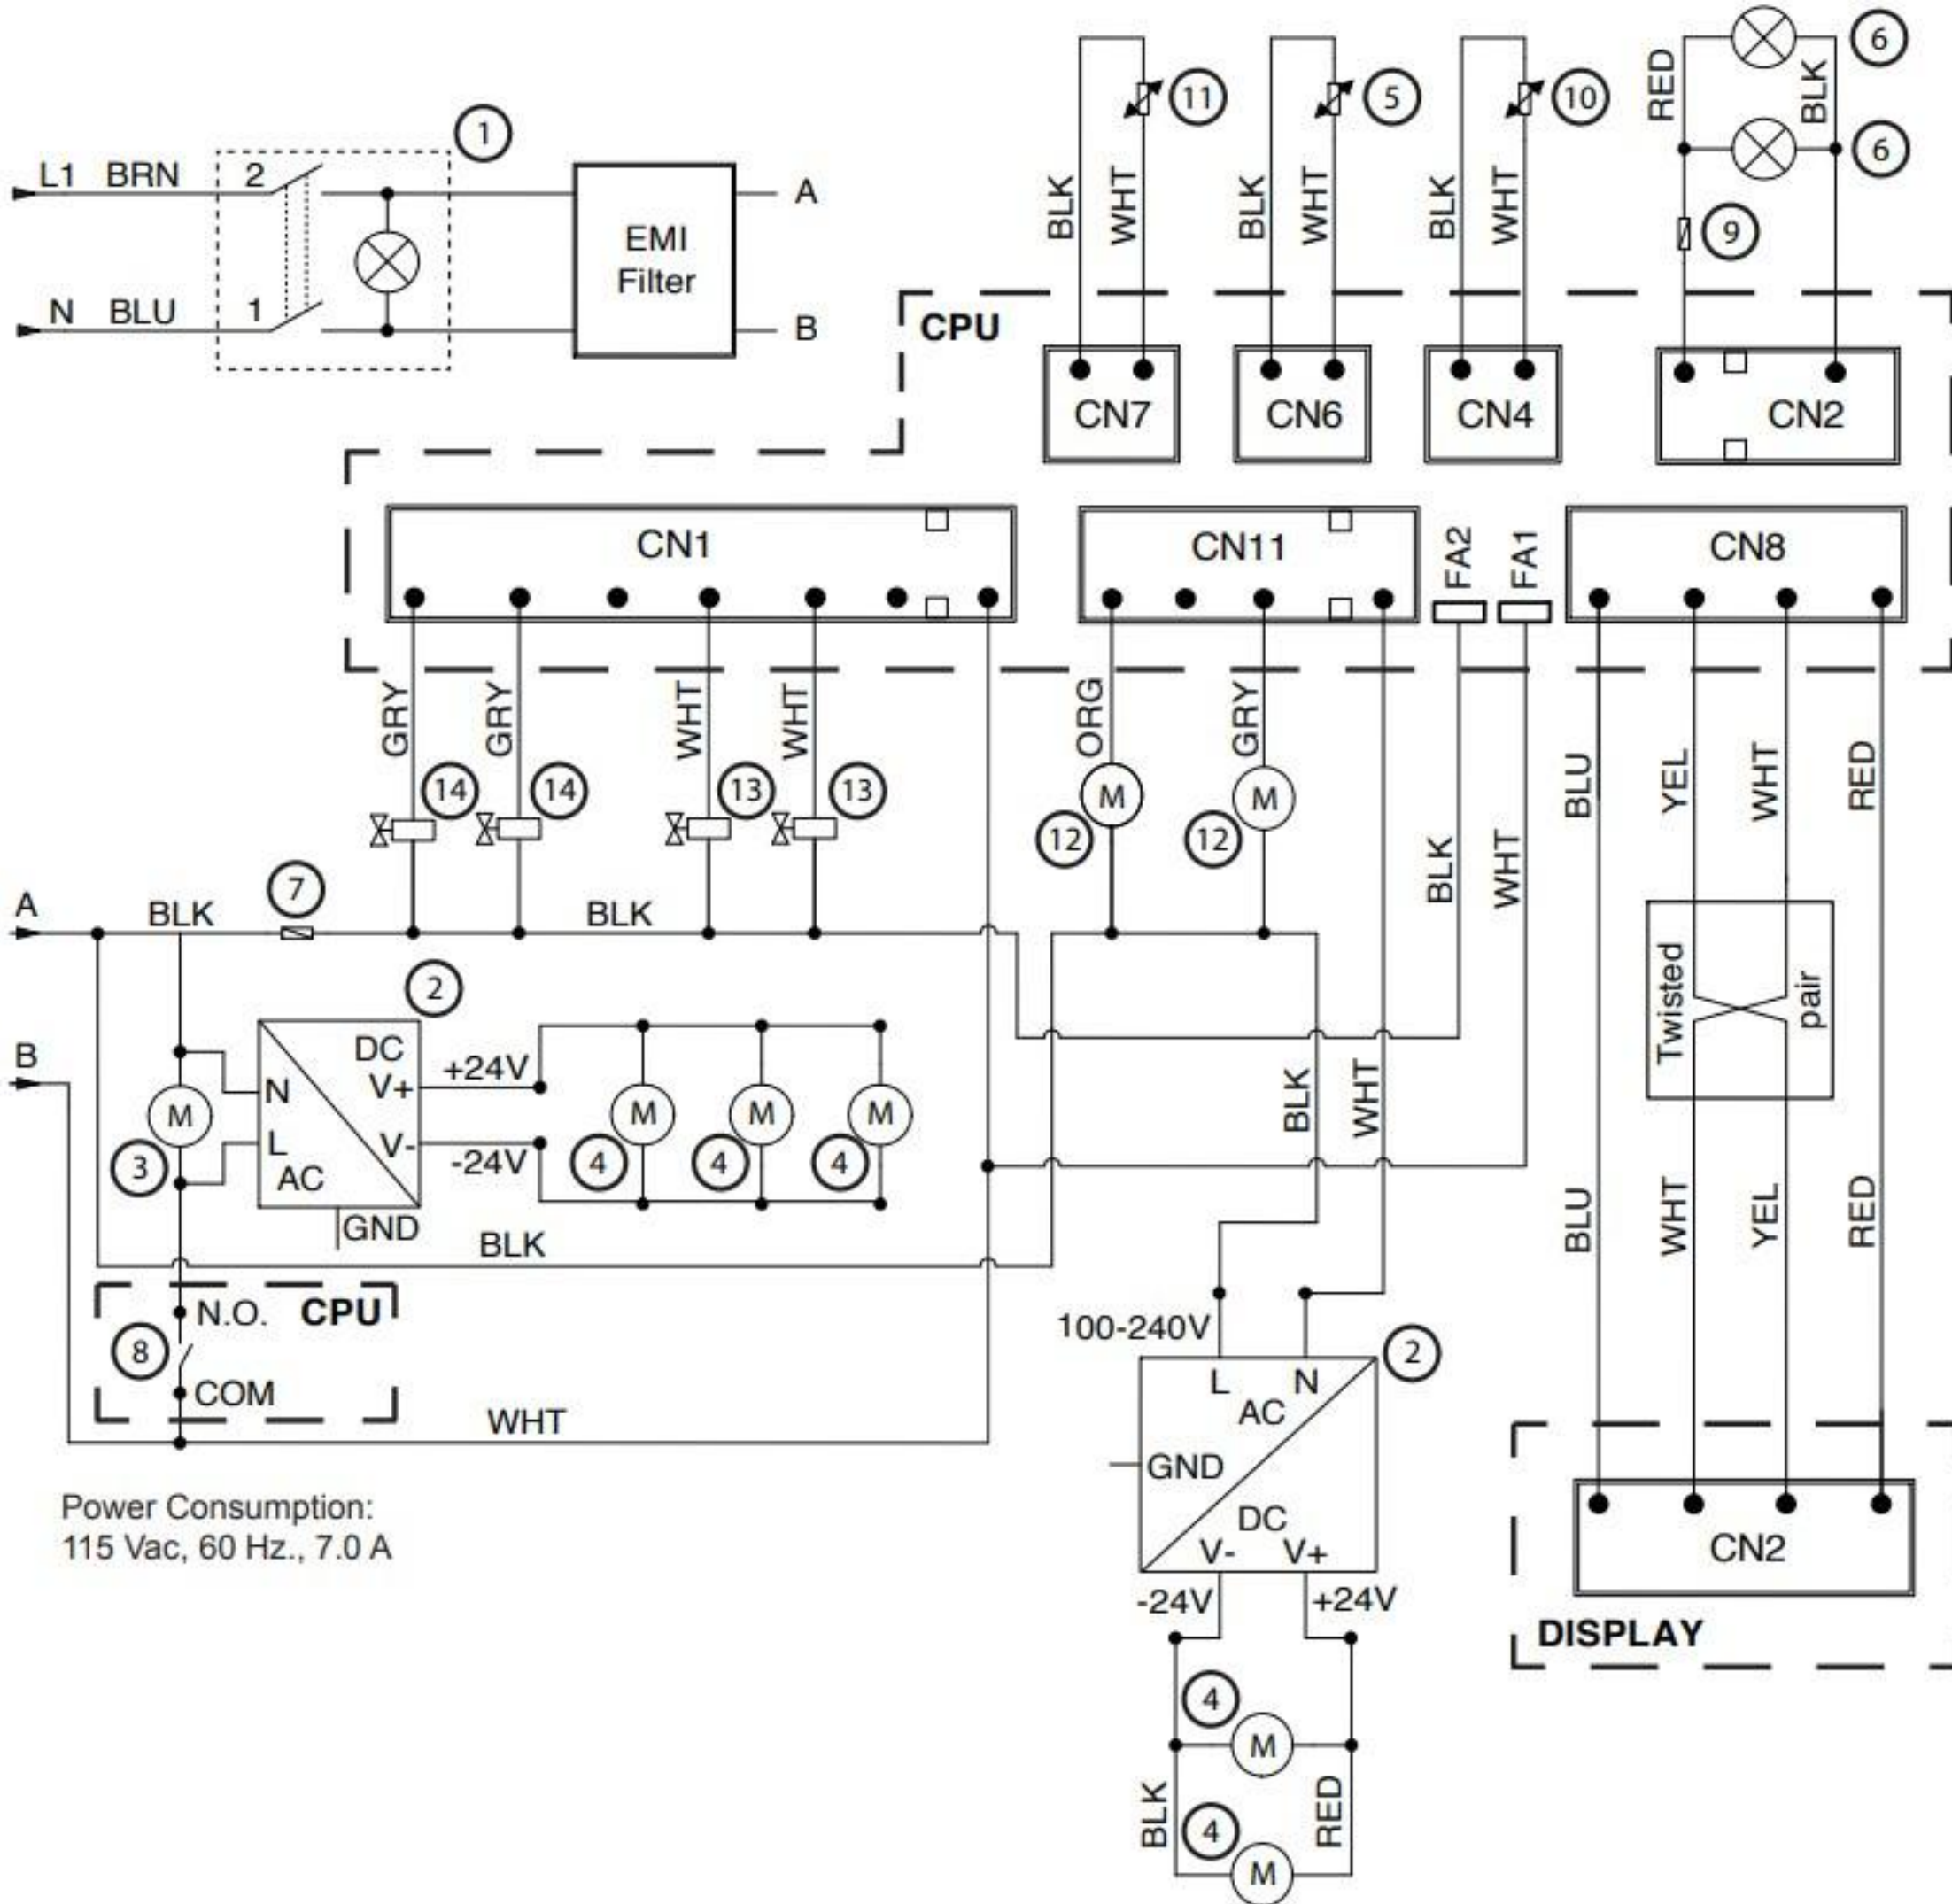 L1 BRN 2
1
N BLU 1
EMI
Filter
A
B
CPU
BLK
WHT
11
CN7
BLK
WHT
5
CN6
BLK
WHT
10
CN4
RED
BLK
6
6
9
CN2
CN1
CN11
FA2
FA1
CN8
GRY
14
GRY
14
WHT
13
WHT
13
ORG
M
12
GRY
M
12
BLK
WHT
BLU
YEL
WHT
RED
A
BLK
7
BLK
B
2
DC
V+
+24V
N
L
V-
-24V
AC
GND
M
3
M
4
M
4
M
4
BLK
N.O.
CPU
8
COM
WHT
BLK
WHT
Twisted
pair
BLU
WHT
YEL
RED
100-240V
2
L N
AC
GND
DC
V- V+
-24V
+24V
4
M
BLK
RED
4
M
CN2
DISPLAY
Power Consumption:
115 Vac, 60 Hz., 7.0 A